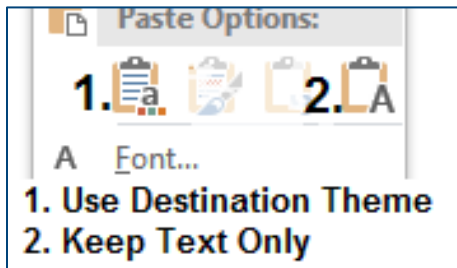 Paste Options:
1. a 2. A
A Font...
1. Use Destination Theme
2. Keep Text Only